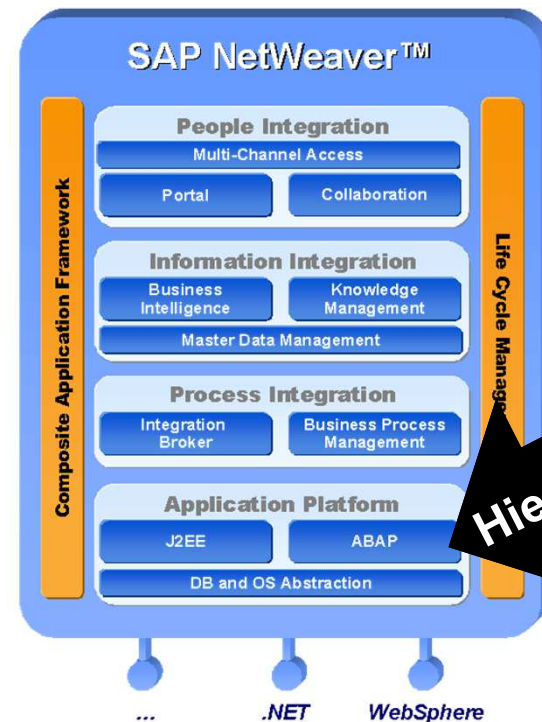 SAP NetWeaver™
Composite Application Framework
People Integration
Multi-Channel Access
Portal
Collaboration
Information Integration
Business
Intelligence
Knowledge
Management
Master Data Management
Process Integration
Integration
Broker
Business Process
Management
Application Platform
J2EE
ABAP
DB and OS Abstraction
Life Cycle
...
.NET
WebSphere